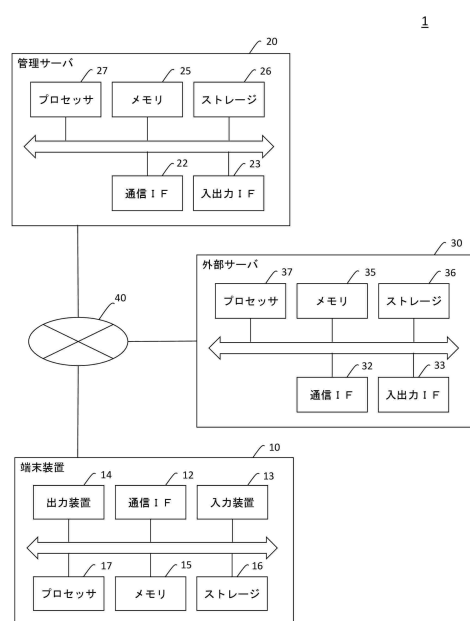 1
20
管理サーバ
27
25
26
プロセッサ
メモリ
ストレージ
22
23
通信ＩＦ
入出力ＩＦ
30
外部サーバ
37
35
36
プロセッサ
メモリ
ストレージ
32
33
通信ＩＦ
入出力ＩＦ
40
10
端末装置
14
12
13
出力装置
通信ＩＦ
入力装置
17
15
16
プロセッサ
メモリ
ストレージ